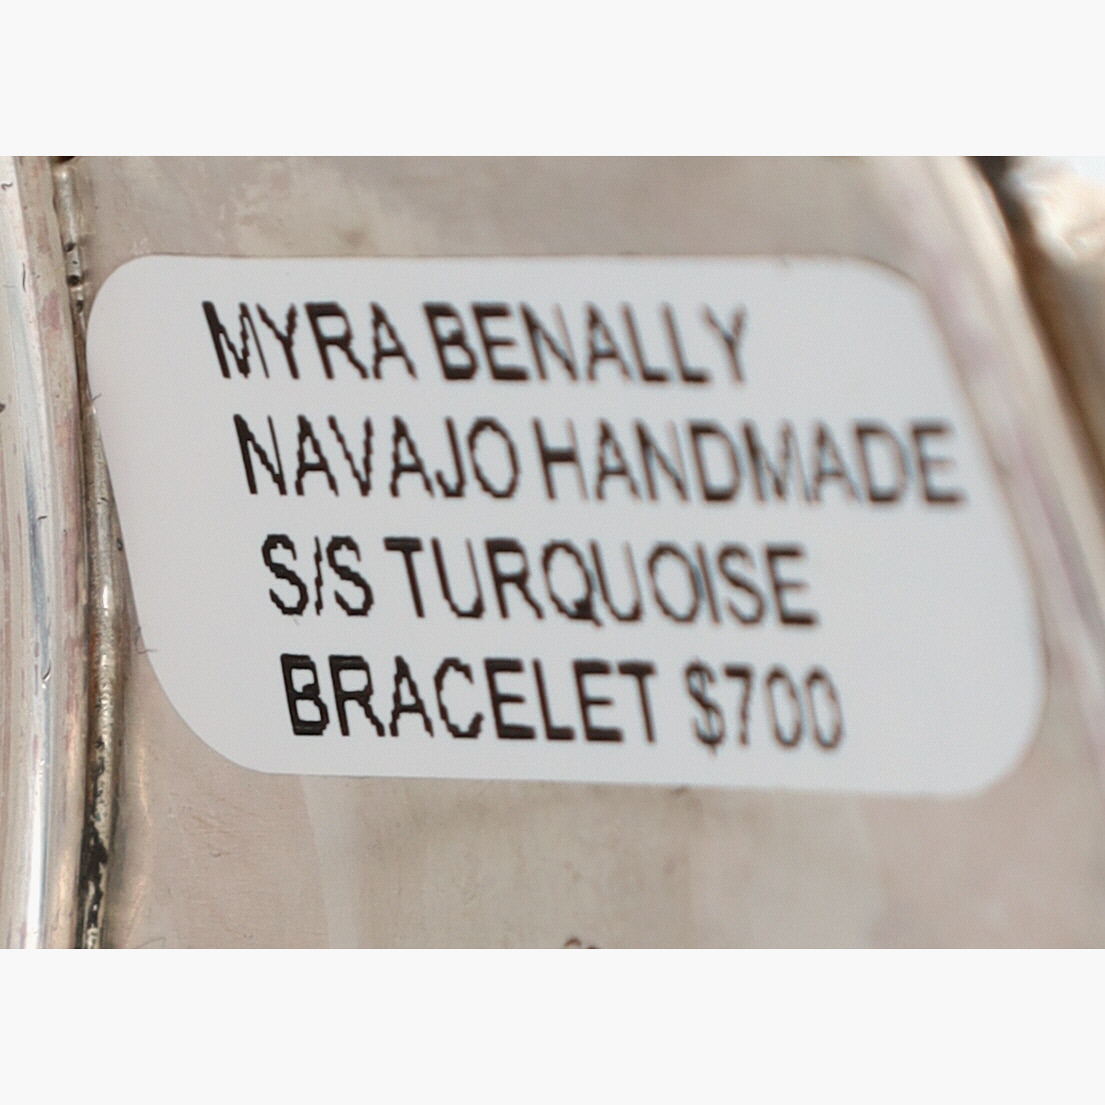 MYRA BENALLY
NAVAJO HANDMADE
S/S TURQUOISE
BRACELET $700